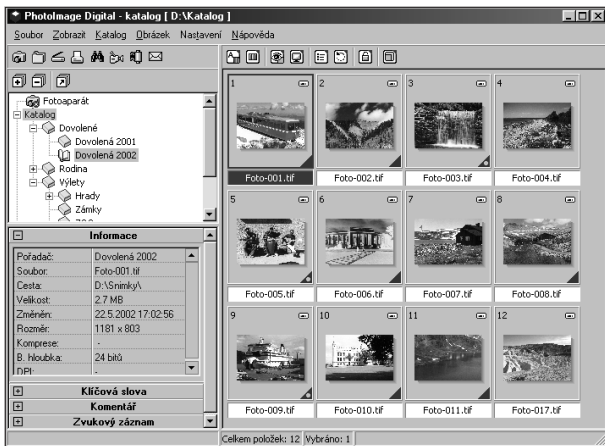 PhotoImage Digital - katalog [ D:\Katalog ]
Soubor Zobrazit Katalog Obrázek Nastavení Nápověda
Fotoaparát
Katalog
Dovolené
Dovolená 2001
Dovolená 2002
Rodina
Výlety
Hrady
Zámky
Informace
Pořadač: Dovolená 2002
Soubor: Foto-001.tif
Cesta: D:\Snimky\
Velikost: 2.7 MB
Změněn: 22.5.2002 17:02:56
Rozměr: 1181 x 803
Komprese: -
B. hloubka: 24 bitů
DPI: -
Klíčová slova
Komentář
Zvukový záznam
1 2 3 4
Foto-001.tif Foto-002.tif Foto-003.tif Foto-004.tif
5 6 7 8
Foto-005.tif Foto-006.tif Foto-007.tif Foto-008.tif
9 10 11 12
Foto-009.tif Foto-010.tif Foto-011.tif Foto-017.tif
Celkem položek: 12 Vybráno: 1